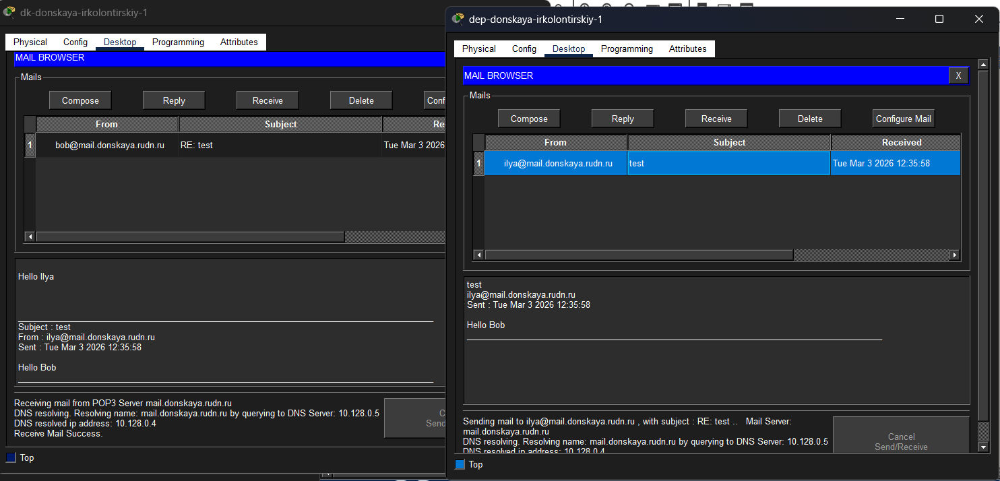 dk-donskaya-irkolontirskiy-1
Physical Config Desktop Programming Attributes
MAIL BROWSER
Mails
Compose Reply Receive Delete
From Subject
1 bob@mail.donskaya.rudn.ru RE: test Tue Mar 3 2026
Hello Ilya
Subject : test
From : ilya@mail.donskaya.rudn.ru
Sent : Tue Mar 3 2026 12:35:58
Hello Bob
Receiving mail from POP3 Server mail.donskaya.rudn.ru
DNS resolving. Resolving name: mail.donskaya.rudn.ru by querying to DNS Server: 10.128.0.5
DNS resolved ip address: 10.128.0.4
Receive Mail Success.
Send
Top
dep-donskaya-irkolontirskiy-1
Physical Config Desktop Programming Attributes
MAIL BROWSER X
Mails
Compose Reply Receive Delete Configure Mail
From Subject Received
1 ilya@mail.donskaya.rudn.ru test Tue Mar 3 2026 12:35:58
test
ilya@mail.donskaya.rudn.ru
Sent : Tue Mar 3 2026 12:35:58
Hello Bob
Sending mail to ilya@mail.donskaya.rudn.ru , with subject : RE: test .. Mail Server:
mail.donskaya.rudn.ru
DNS resolving. Resolving name: mail.donskaya.rudn.ru by querying to DNS Server: 10.128.0.5
DNS resolved ip address: 10.128.0.4
Cancel
Send/Receive
Top